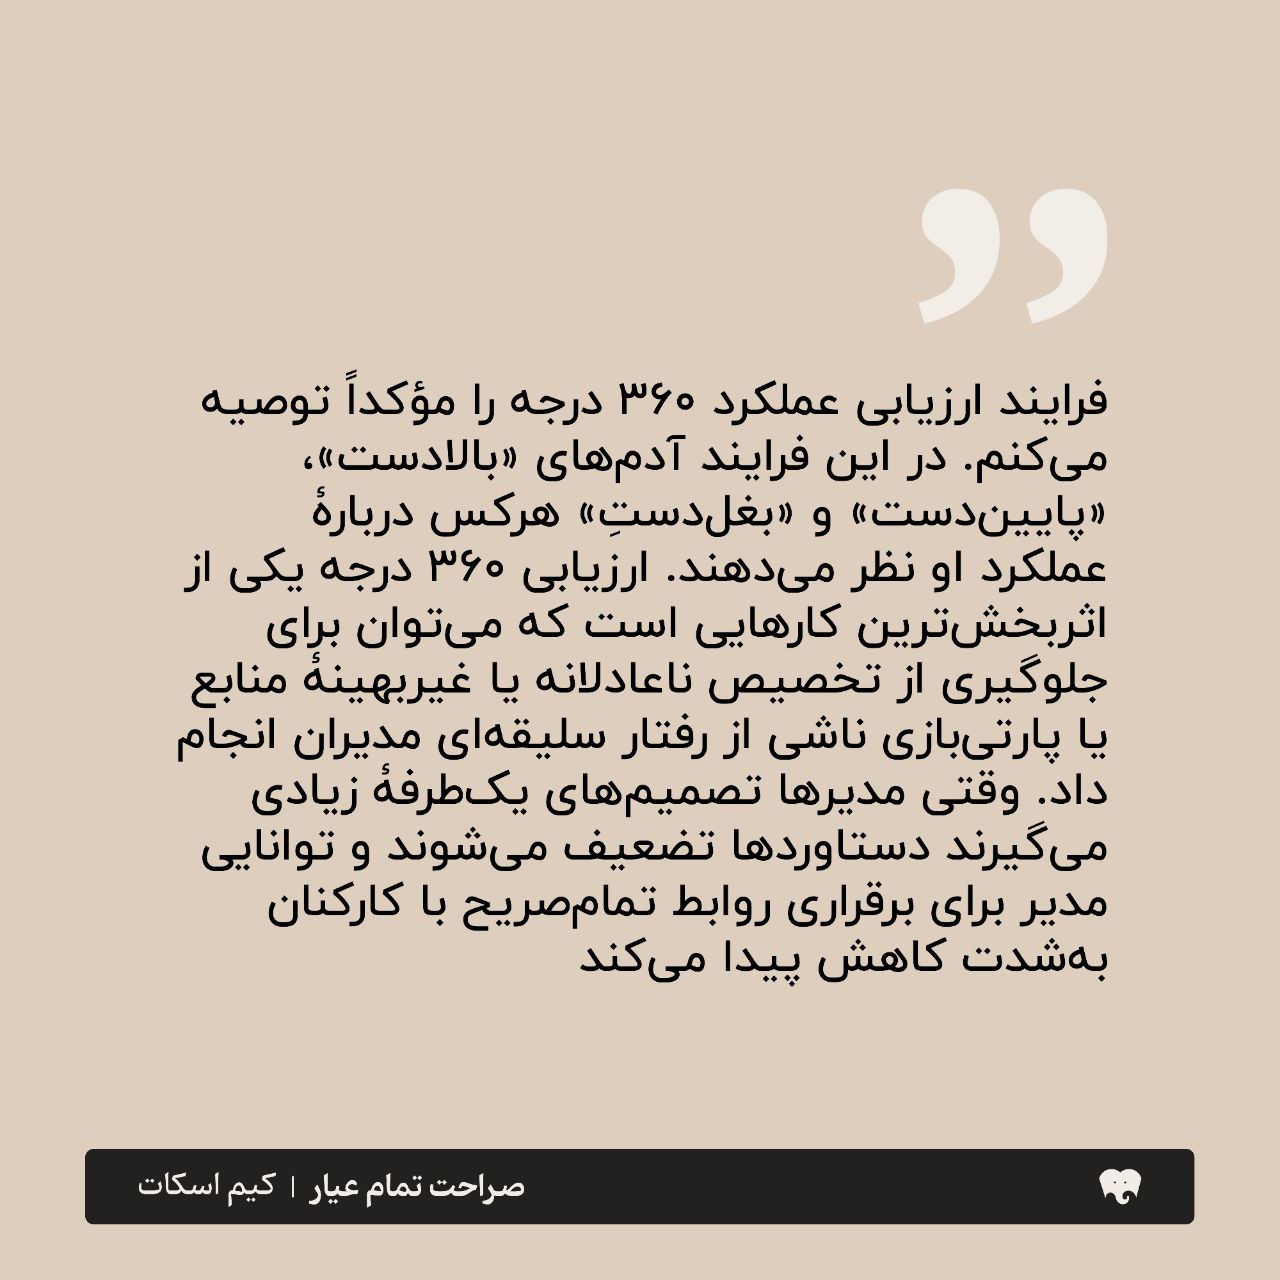 فرایند ارزیابی عملکرد ۳۶۰ درجه را مؤکداً توصیه
می‌کنم. در این فرایند آدم‌های «بالادست»،
«پایین‌دست» و «بغل‌دستِ» هرکس دربارهٔ
عملکرد او نظر می‌دهند. ارزیابی ۳۶۰ درجه یکی از
اثربخش‌ترین کارهایی است که می‌توان برای
جلوگیری از تخصیص ناعادلانه یا غیربهینهٔ منابع
یا پارتی‌بازی ناشی از رفتار سلیقه‌ای مدیران انجام
داد. وقتی مدیرها تصمیم‌های یک‌طرفهٔ زیادی
می‌گیرند دستاوردها تضعیف می‌شوند و توانایی
مدیر برای برقراری روابط تمام‌صریح با کارکنان
به‌شدت کاهش پیدا می‌کند
صراحت تمام عیار | کیم اسکات